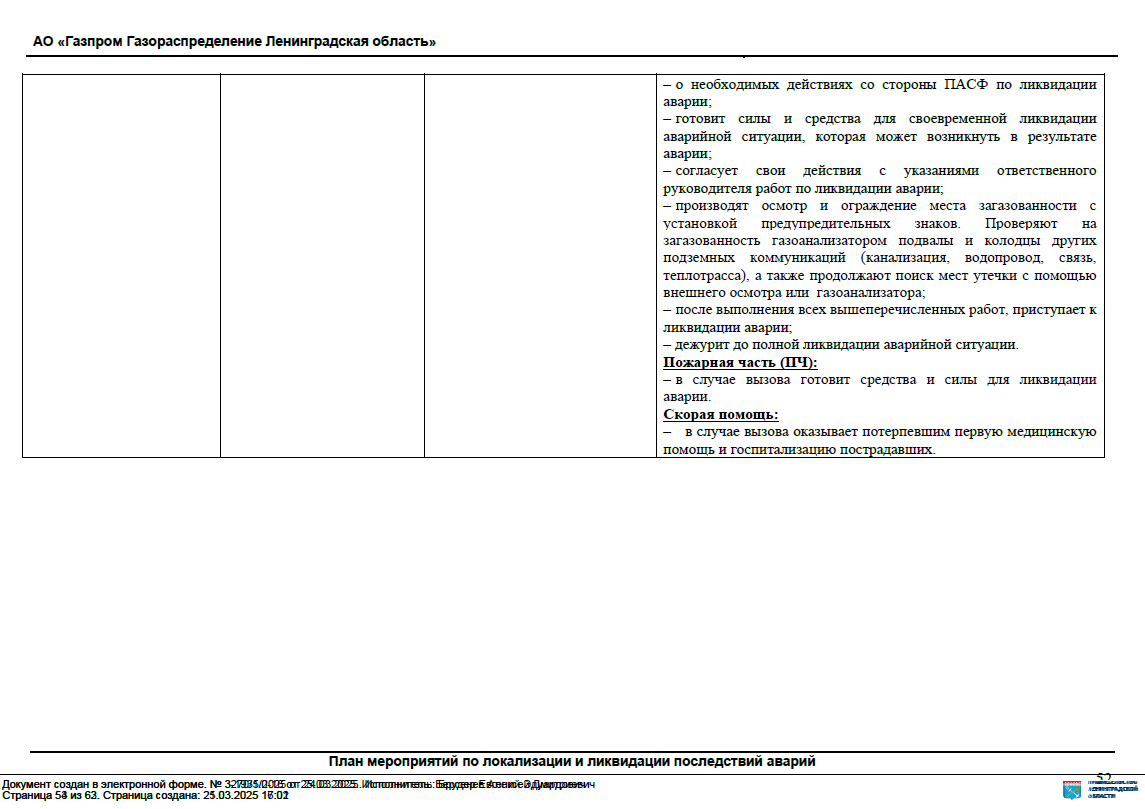 АО «Газпром Газораспределение Ленинградская область»
– о необходимых действиях со стороны ПАСФ по ликвидации
аварии;
– готовит силы и средства для своевременной ликвидации
аварийной ситуации, которая может возникнуть в результате
аварии;
– согласует свои действия с указаниями ответственного
руководителя работ по ликвидации аварии;
– производят осмотр и ограждение места загазованности с
установкой предупредительных знаков. Проверяют на
загазованность газоанализатором подвалы и колодцы других
подземных коммуникаций (канализация, водопровод, связь,
теплотрасса), а также продолжают поиск мест утечки с помощью
внешнего осмотра или газоанализатора;
– после выполнения всех вышеперечисленных работ, приступает к
ликвидации аварии;
– дежурит до полной ликвидации аварийной ситуации.
Пожарная часть (ПЧ):
– в случае вызова готовит средства и силы для ликвидации
аварии.
Скорая помощь:
– в случае вызова оказывает потерпевшим первую медицинскую
помощь и госпитализацию пострадавших.
План мероприятий по локализации и ликвидации последствий аварий
52
Документ создан в электронной форме. №
Исполнитель:
Страница из 63. Страница создана:
ЛЕНИНГРАДСКОЙ
ОБЛАСТИ